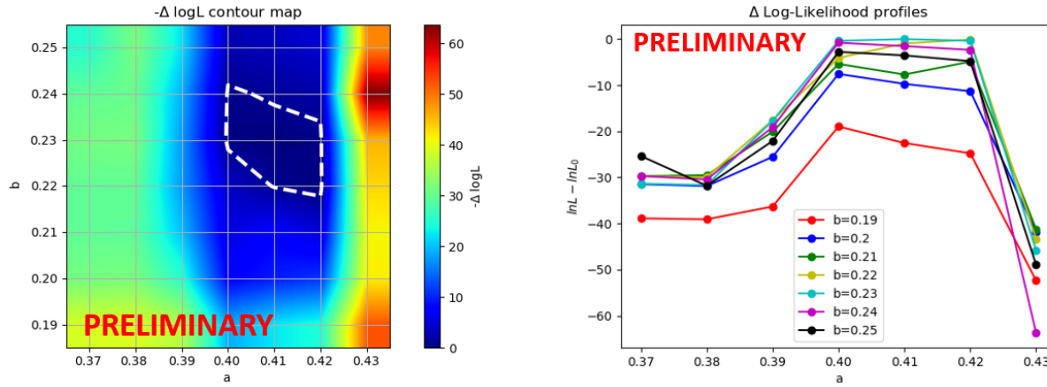 -Δ logL contour map
0.25
0.24
0.23
0.22
0.21
0.20
0.19
b
PRELIMINARY
0.37 0.38 0.39 0.40 0.41 0.42 0.43
a
60
50
40
30
20
10
0
-Δ logL
Δ Log-Likelihood profiles
PRELIMINARY
0
−10
−20
−30
−40
−50
−60
lnL − lnL₀
b=0.19
b=0.2
b=0.21
b=0.22
b=0.23
b=0.24
b=0.25
0.37 0.38 0.39 0.40 0.41 0.42 0.43
a